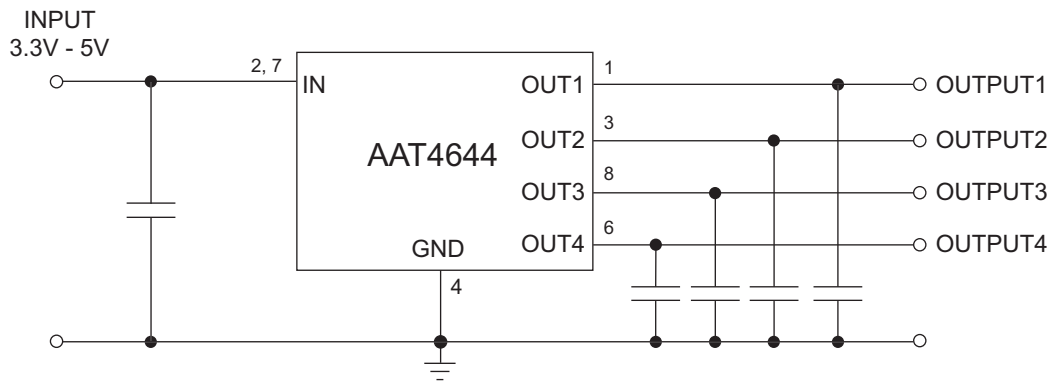 INPUT
3.3V - 5V
2, 7
IN
AAT4644
GND
4
OUT1
1
OUTPUT1
OUT2
3
OUTPUT2
OUT3
8
OUTPUT3
OUT4
6
OUTPUT4